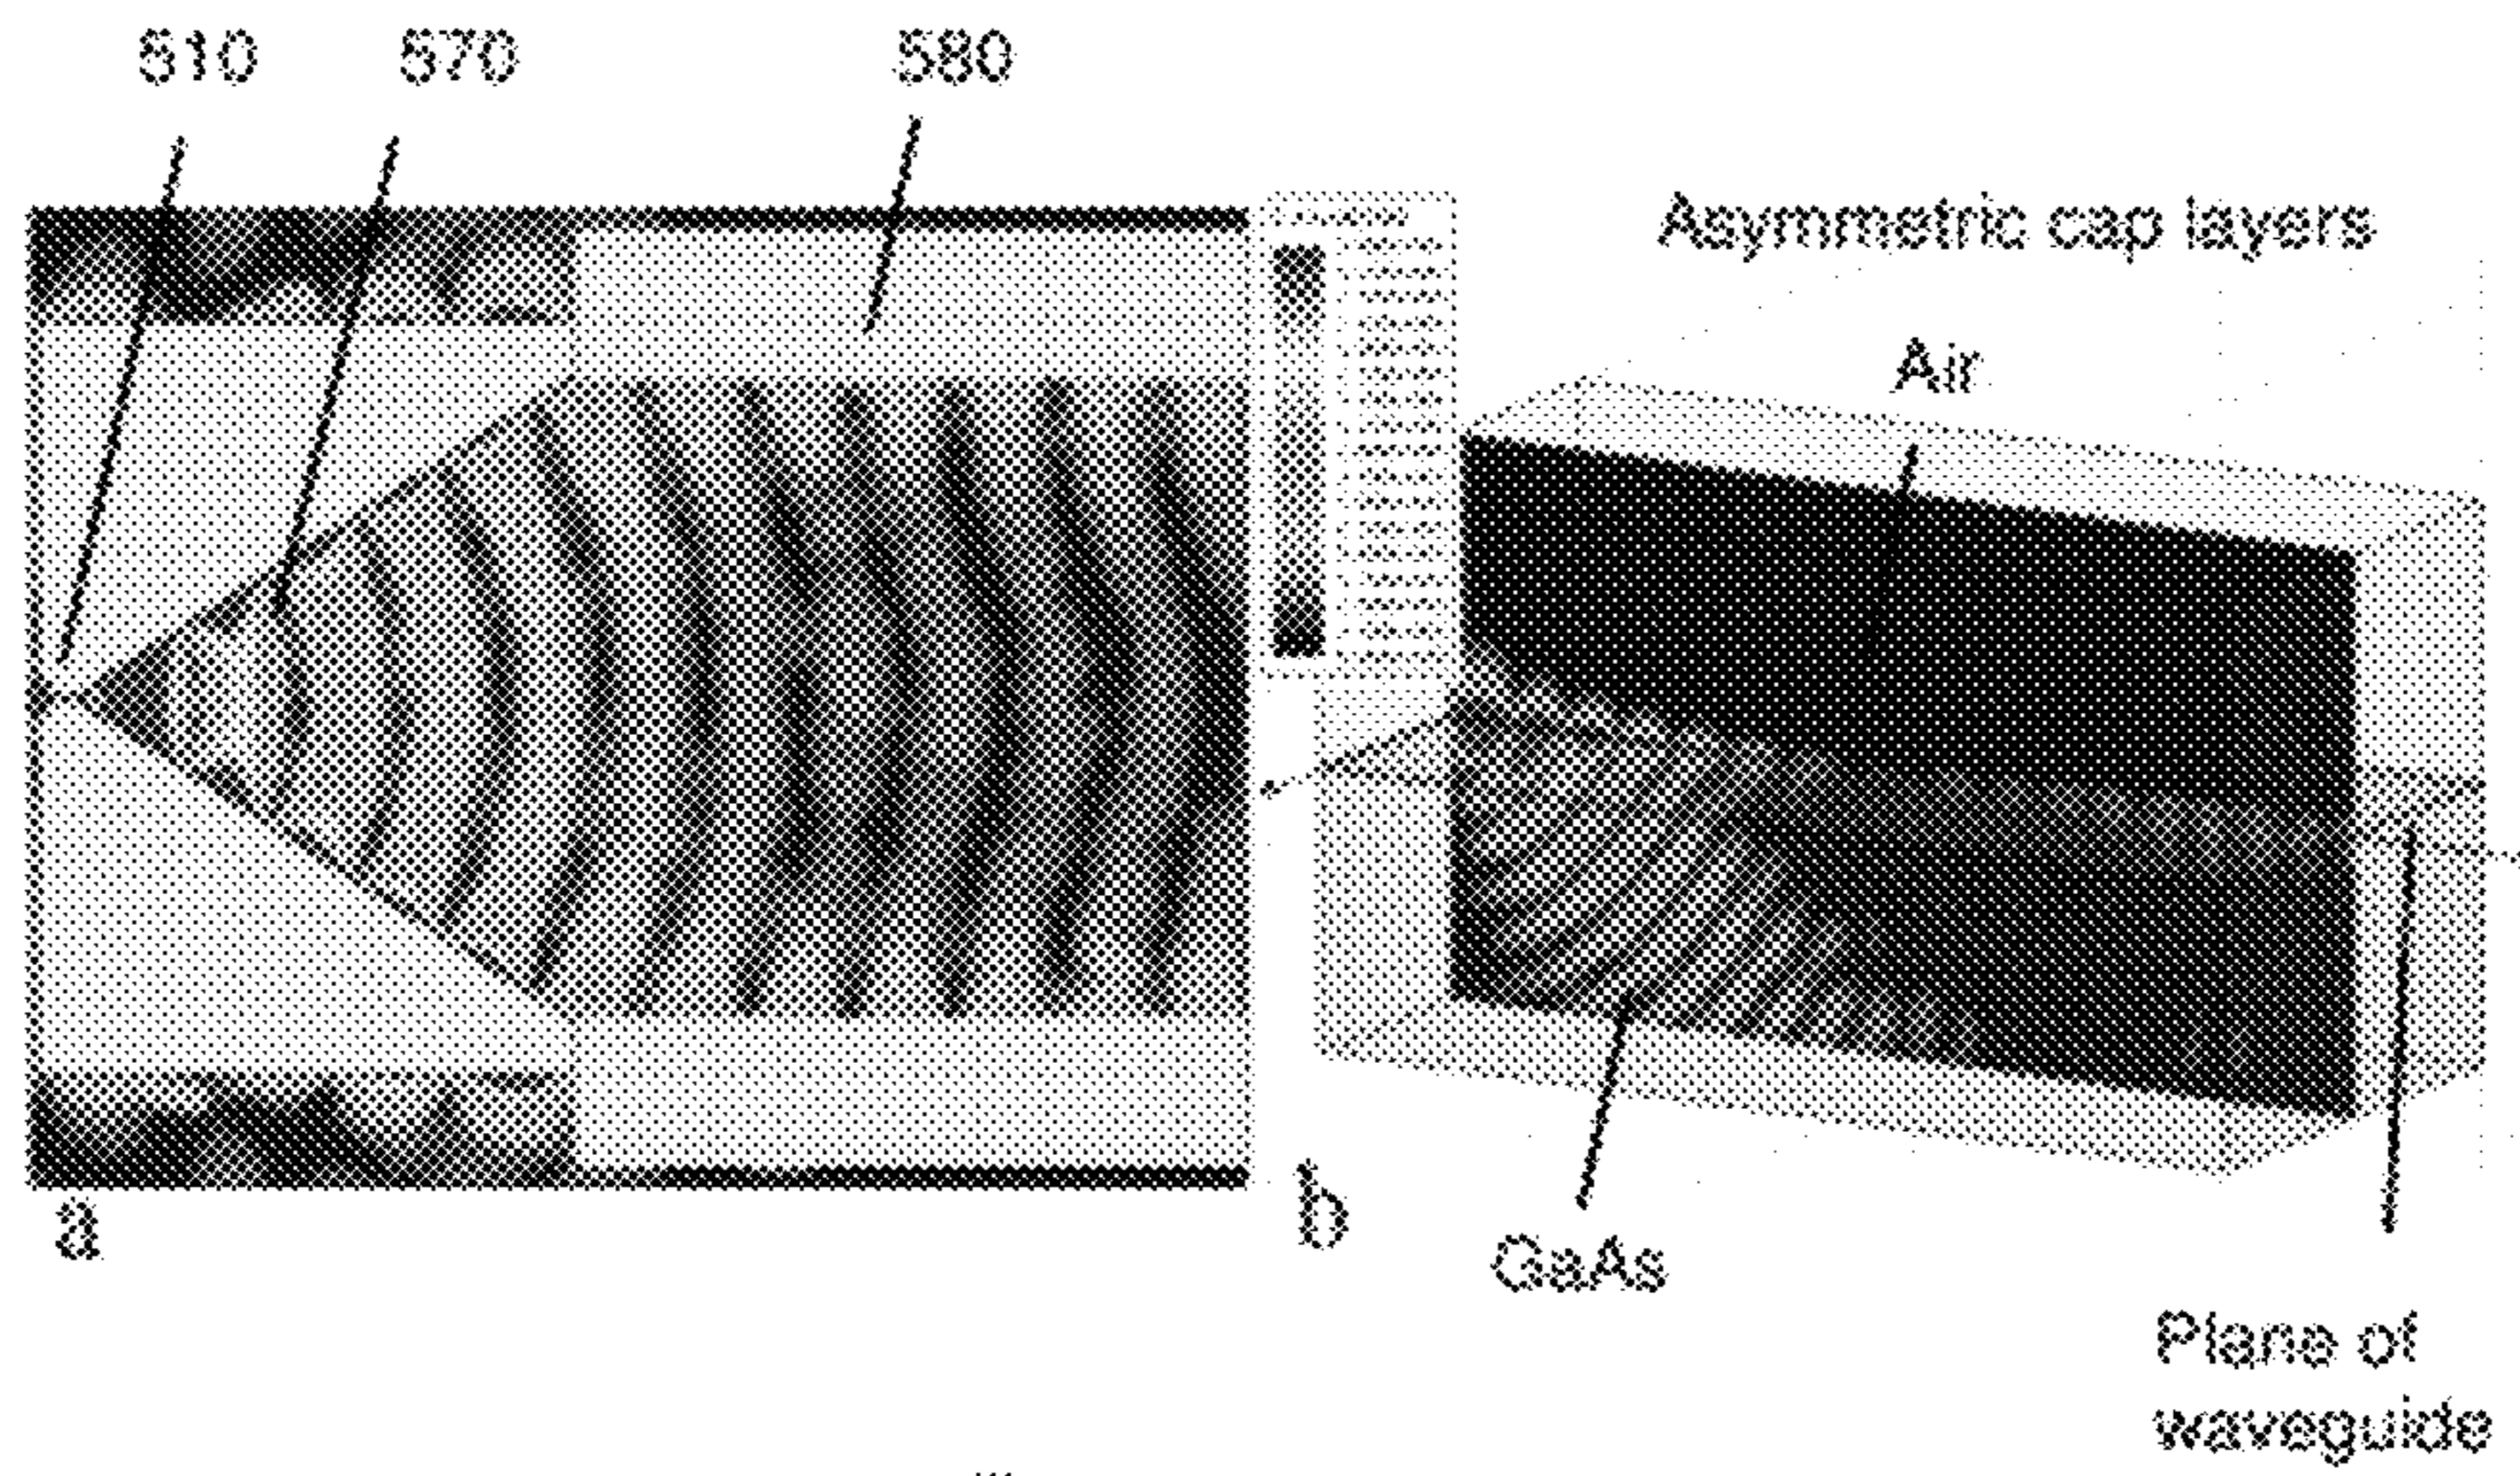 510
570
580
Asymmetric cap layers
Air
a
b
GaAs
Plane of
waveguide